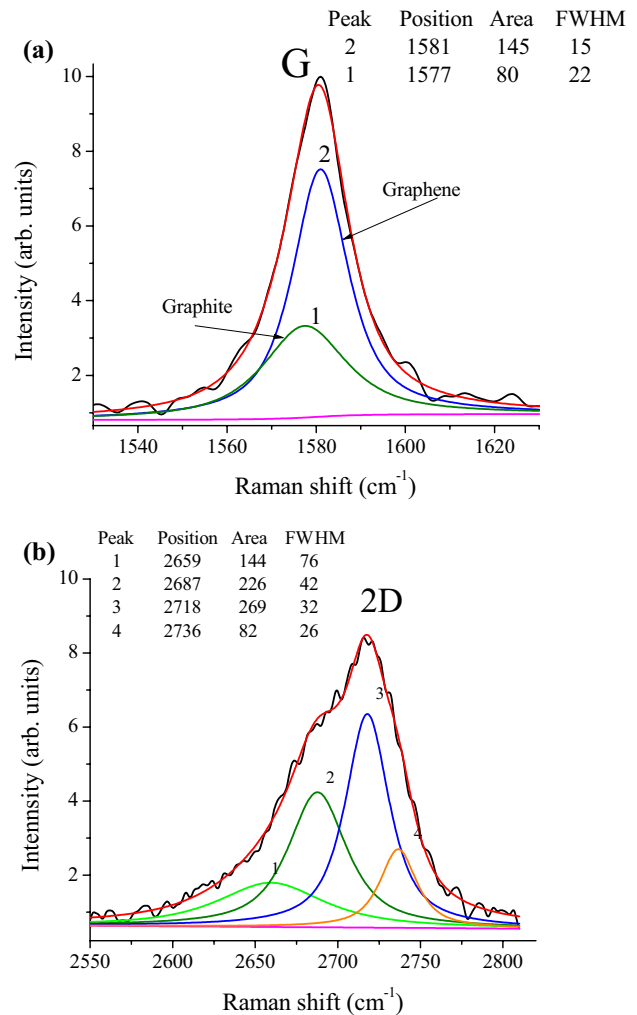 (a)
Peak Position Area FWHM
2 1581 145 15
1 1577 80 22
G
10
8
6
4
2
2
Graphene
Graphite
1
Intensity (arb. units)
1540 1560 1580 1600 1620
Raman shift (cm⁻¹)
(b)
Peak Position Area FWHM
1 2659 144 76
2 2687 226 42
3 2718 269 32
4 2736 82 26
2D
10
8
6
4
2
3
2
4
1
Intennsity (arb. units)
2550 2600 2650 2700 2750 2800
Raman shift (cm⁻¹)